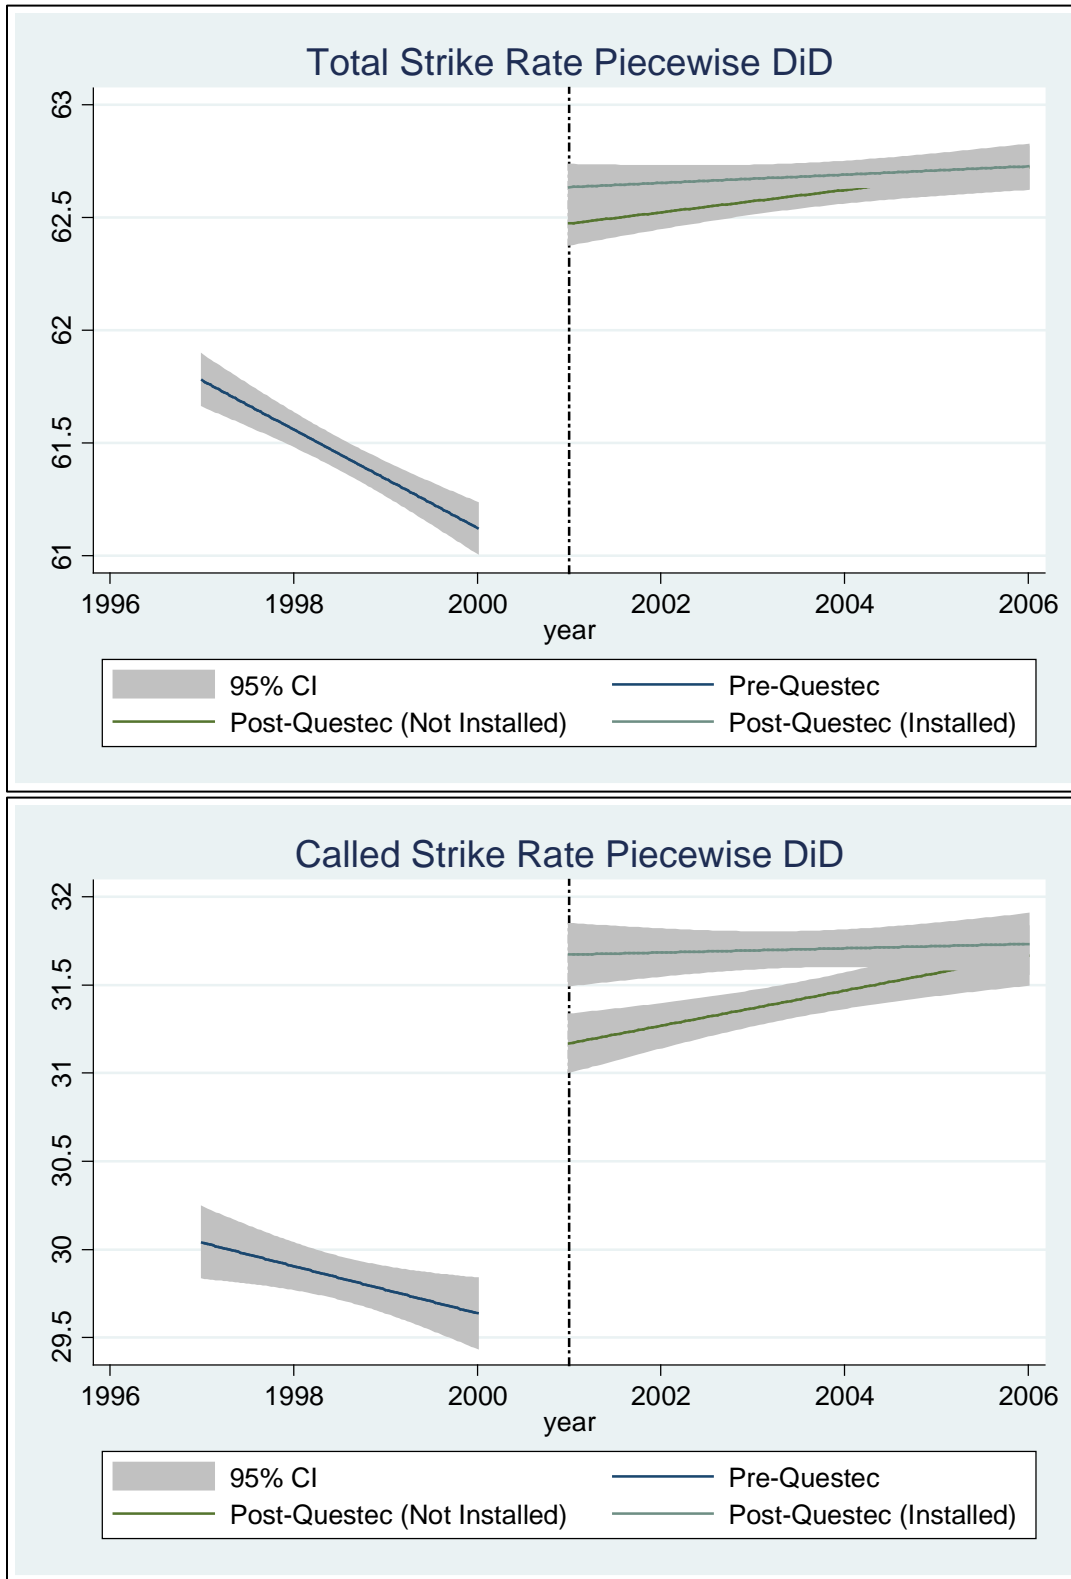 Total Strike Rate Piecewise DiD
63
62.5
62
61.5
61
1996 1998 2000 2002 2004 2006
year
95% CI Pre-Questec
Post-Questec (Not Installed) Post-Questec (Installed)
Called Strike Rate Piecewise DiD
32
31.5
31
30.5
30
29.5
1996 1998 2000 2002 2004 2006
year
95% CI Pre-Questec
Post-Questec (Not Installed) Post-Questec (Installed)